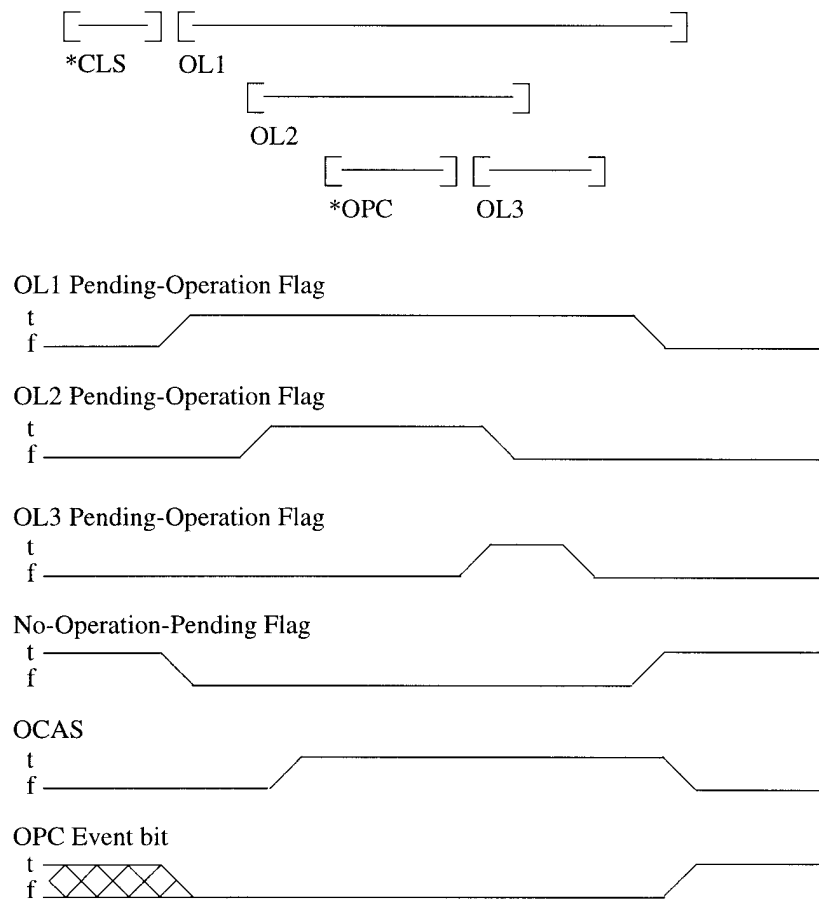 *CLS OL1
OL2
*OPC OL3
OL1 Pending-Operation Flag
t
f
OL2 Pending-Operation Flag
t
f
OL3 Pending-Operation Flag
t
f
No-Operation-Pending Flag
t
f
OCAS
t
f
OPC Event bit
t
f